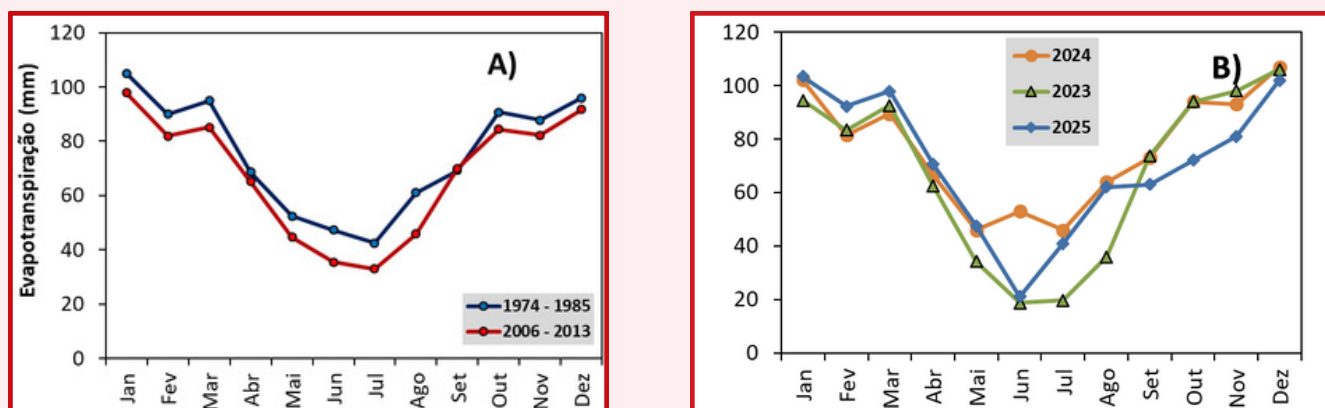 Evapotranspiração (mm)
120
100
80
60
40
20
0
A)
1974 - 1985
2006 - 2013
Jan
Fev
Mar
Abr
Mai
Jun
Jul
Ago
Set
Out
Nov
Dez
120
100
80
60
40
20
0
2024
2023
2025
B)
Jan
Fev
Mar
Abr
Mai
Jun
Jul
Ago
Set
Out
Nov
Dez